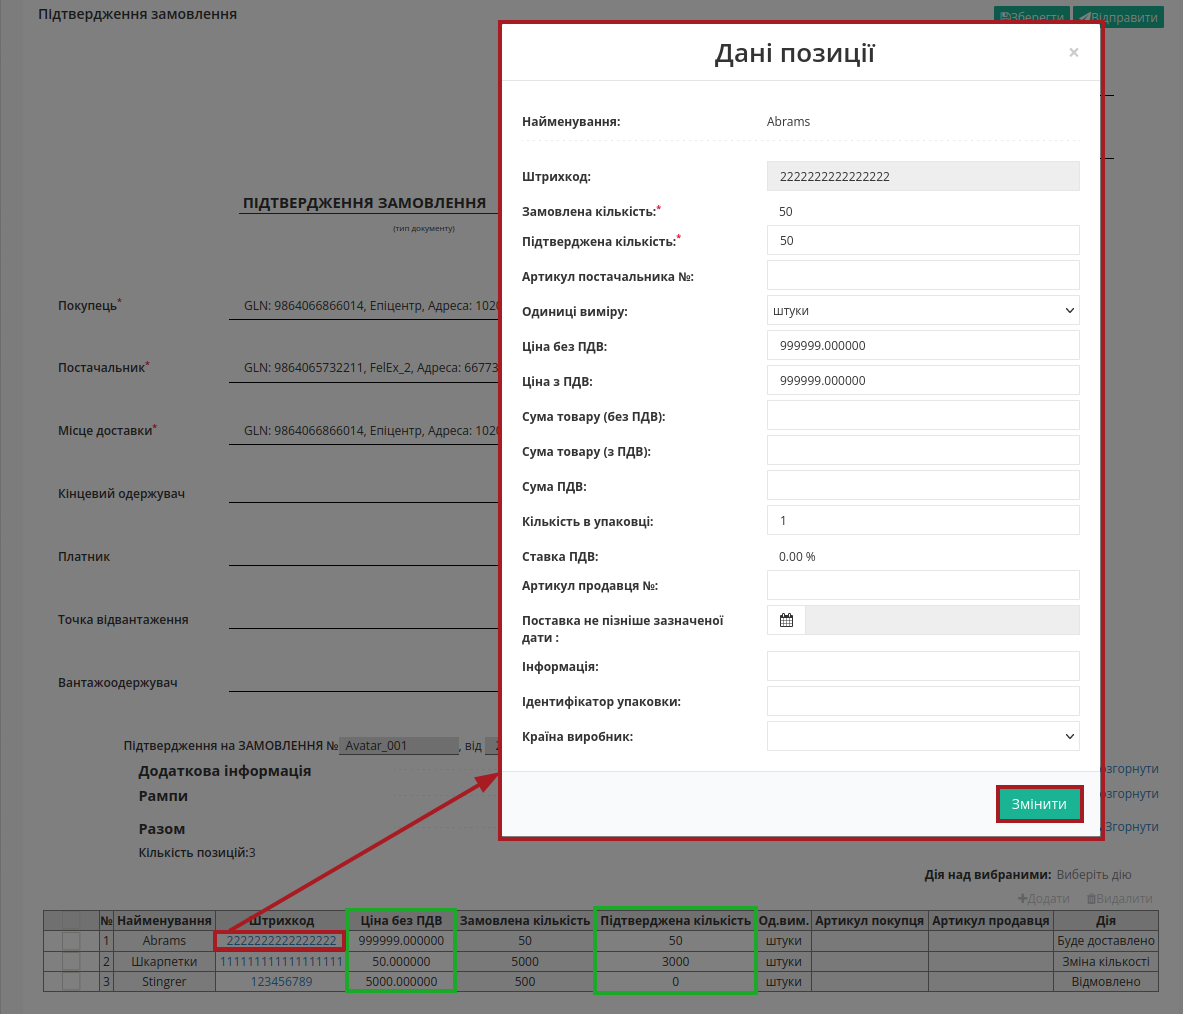 Підтвердження замовлення
Зберегти
Відправити
Дані позиції
×
Найменування: Abrams
Штрихкод: 2222222222222222
Замовлена кількість:* 50
Підтверджена кількість:* 50
Артикул постачальника №:
Одиниці виміру: штуки
Ціна без ПДВ: 999999.000000
Ціна з ПДВ: 999999.000000
Сума товару (без ПДВ):
Сума товару (з ПДВ):
Сума ПДВ:
Кількість в упаковці: 1
Ставка ПДВ: 0.00 %
Артикул продавця №:
Поставка не пізніше зазначеної
дати :
Інформація:
Ідентифікатор упаковки:
Країна виробник:
Змінити
ПІДТВЕРДЖЕННЯ ЗАМОВЛЕННЯ
(тип документу)
Покупець* GLN: 9864066866014, Епіцентр, Адреса: 1020
Постачальник* GLN: 9864065732211, FelEx_2, Адреса: 66773
Місце доставки* GLN: 9864066866014, Епіцентр, Адреса: 1020
Кінцевий одержувач
Платник
Точка відвантаження
Вантажоодержувач
Підтвердження на ЗАМОВЛЕННЯ № Avatar_001 , від 2
Додаткова інформація згорнути
Рампи згорнути
Разом Згорнути
Кількість позицій:3
Дія над вибраними: Виберіть дію
Додати Видалити
№ Найменування Штрихкод Ціна без ПДВ Замовлена кількість Підтверджена кількість Од.вим. Артикул покупця Артикул продавця Дія
1 Abrams 2222222222222222 999999.000000 50 50 штуки Буде доставлено
2 Шкарпетки 111111111111111111 50.000000 5000 3000 штуки Зміна кількості
3 Stingrer 123456789 5000.000000 500 0 штуки Відмовлено